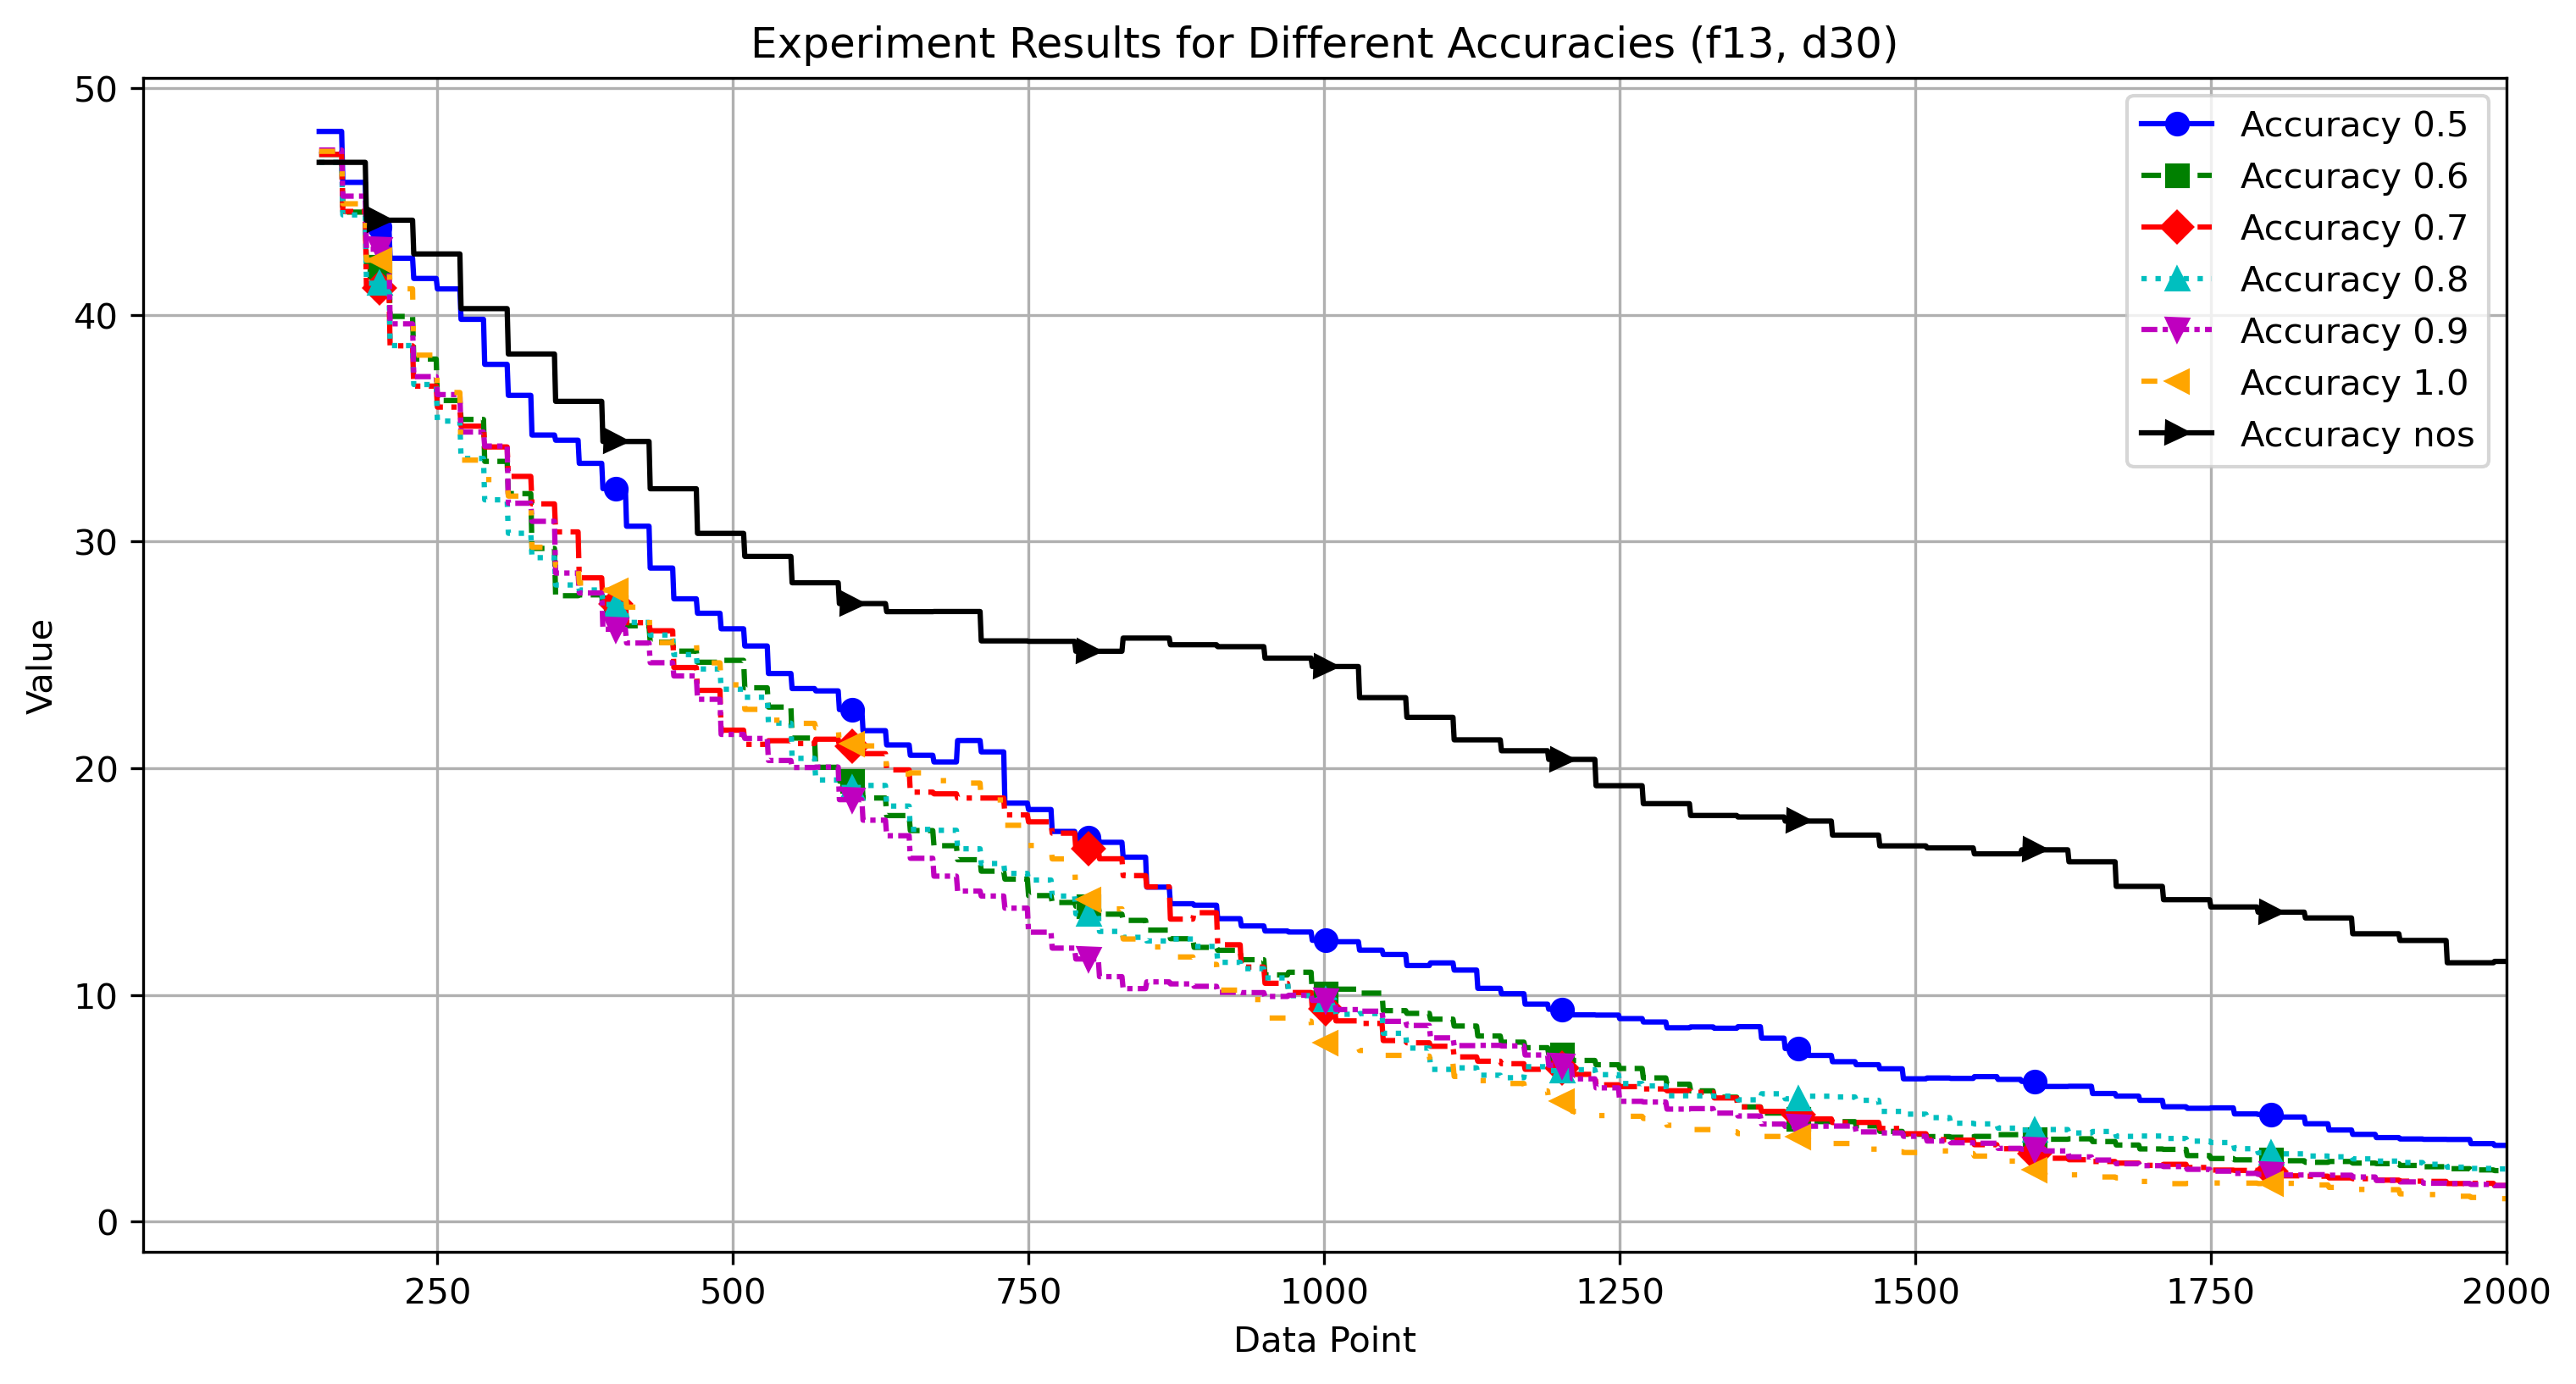 Experiment Results for Different Accuracies (f13, d30)
50
40
30
20
10
0
Value
250
500
750
1000
1250
1500
1750
2000
Data Point
Accuracy 0.5
Accuracy 0.6
Accuracy 0.7
Accuracy 0.8
Accuracy 0.9
Accuracy 1.0
Accuracy nos